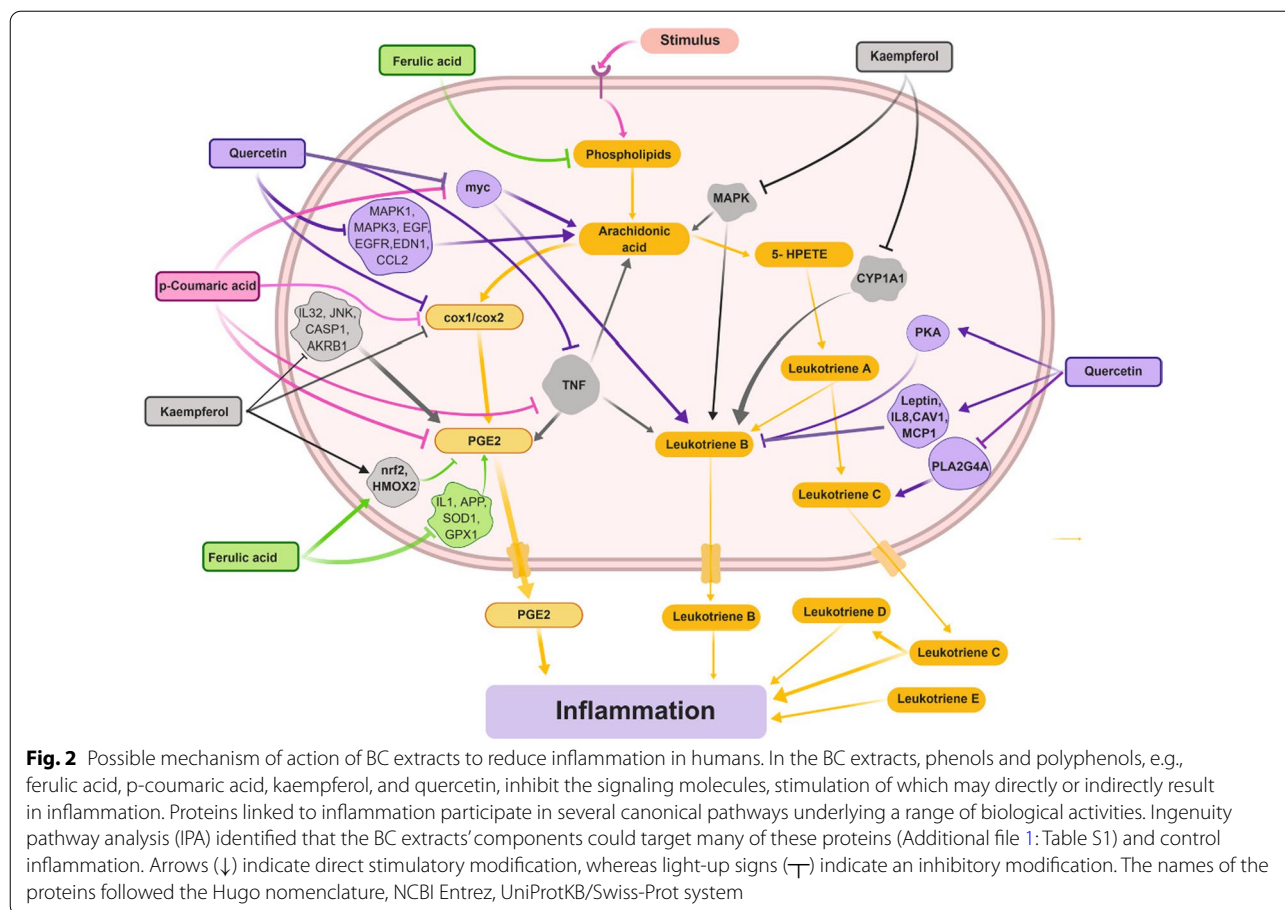 Stimulus
Ferulic acid
Kaempferol
Quercetin
Phospholipids
myc
MAPK
MAPK1,
MAPK3, EGF,
EGFR,EDN1,
CCL2
Arachidonic
acid
5- HPETE
CYP1A1
p-Coumaric acid
IL32, JNK,
CASP1,
AKRB1
cox1/cox2
PKA
TNF
Leukotriene A
Quercetin
Leptin,
IL8,CAV1,
MCP1
Kaempferol
PGE2
Leukotriene B
PLA2G4A
nrf2,
HMOX2
IL1, APP,
SOD1,
GPX1
Leukotriene C
Ferulic acid
PGE2
Leukotriene B
Leukotriene D
Leukotriene C
Leukotriene E
Inflammation
Fig. 2 Possible mechanism of action of BC extracts to reduce inflammation in humans. In the BC extracts, phenols and polyphenols, e.g.,
ferulic acid, p-coumaric acid, kaempferol, and quercetin, inhibit the signaling molecules, stimulation of which may directly or indirectly result
in inflammation. Proteins linked to inflammation participate in several canonical pathways underlying a range of biological activities. Ingenuity
pathway analysis (IPA) identified that the BC extracts' components could target many of these proteins (Additional file 1: Table S1) and control
inflammation. Arrows (↓) indicate direct stimulatory modification, whereas light-up signs (┬) indicate an inhibitory modification. The names of the
proteins followed the Hugo nomenclature, NCBI Entrez, UniProtKB/Swiss-Prot system